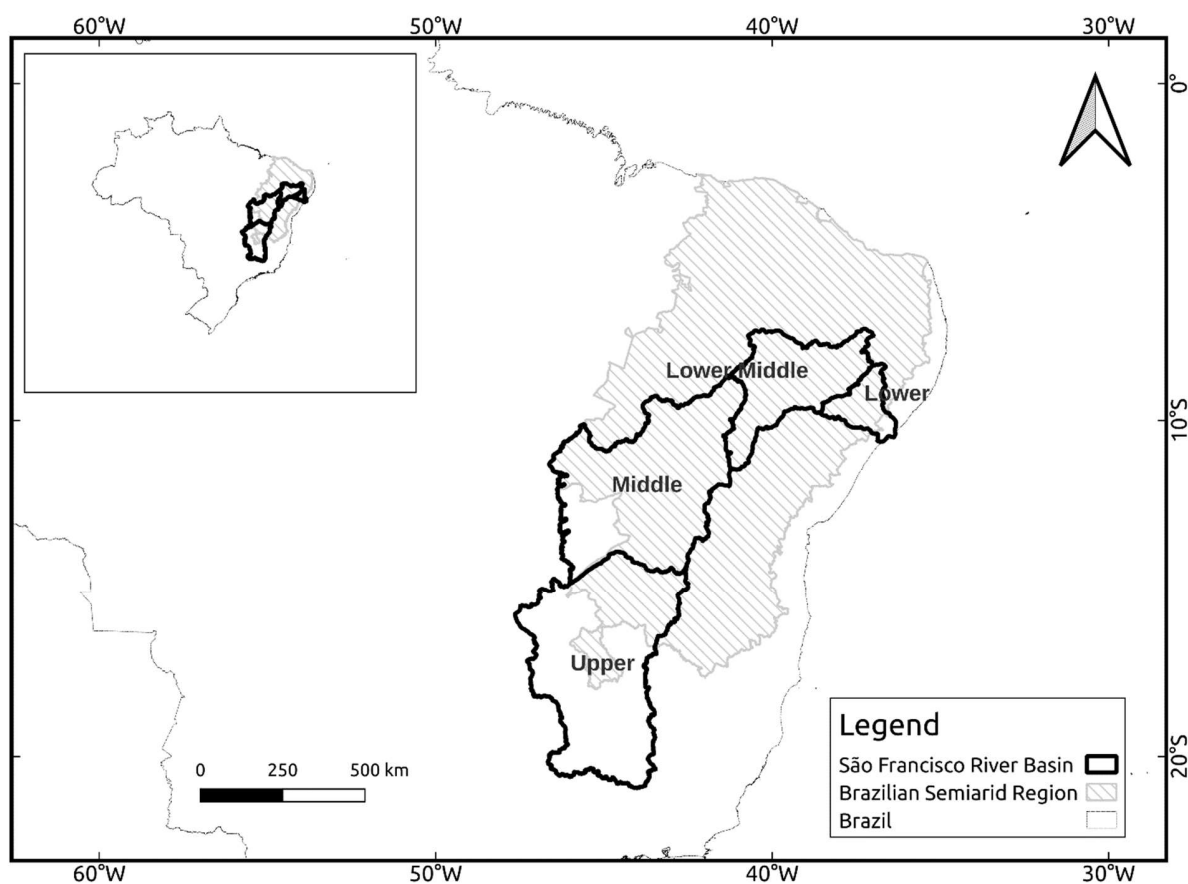 60°W 50°W 40°W 30°W
0°
Lower Middle
Lower
10°S
Middle
Upper
Legend
São Francisco River Basin
Brazilian Semiarid Region
Brazil
0 250 500 km
20°S
60°W 50°W 40°W 30°W